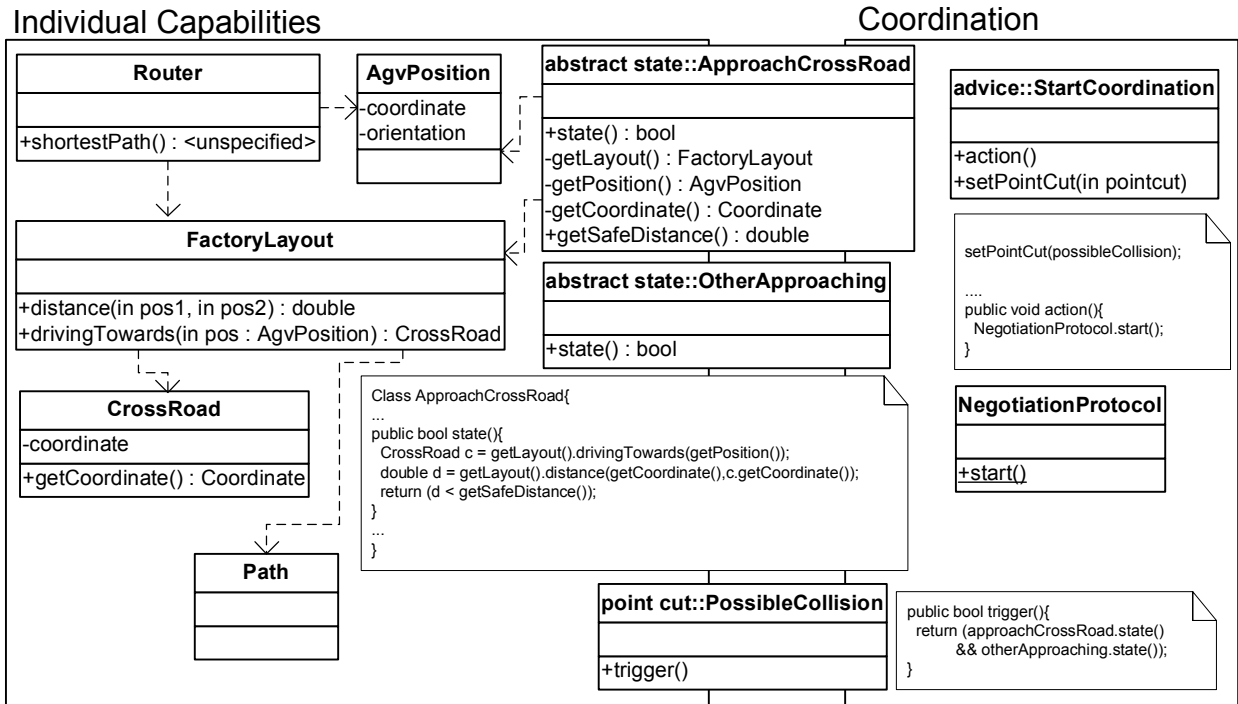 Individual Capabilities
Coordination
Router
+shortestPath() : <unspecified>
AgvPosition
-coordinate
-orientation
abstract state::ApproachCrossRoad
+state() : bool
-getLayout() : FactoryLayout
-getPosition() : AgvPosition
-getCoordinate() : Coordinate
+getSafeDistance() : double
advice::StartCoordination
+action()
+setPointCut(in pointcut)
FactoryLayout
+distance(in pos1, in pos2) : double
+drivingTowards(in pos : AgvPosition) : CrossRoad
abstract state::OtherApproaching
+state() : bool
setPointCut(possibleCollision);
....
public void action(){
NegotiationProtocol.start();
}
CrossRoad
-coordinate
+getCoordinate() : Coordinate
Class ApproachCrossRoad{
...
public bool state(){
CrossRoad c = getLayout().drivingTowards(getPosition());
double d = getLayout().distance(getCoordinate(),c.getCoordinate());
return (d < getSafeDistance());
}
...
}
NegotiationProtocol
+start()
Path
point cut::PossibleCollision
+trigger()
public bool trigger(){
return (approachCrossRoad.state()
&& otherApproaching.state());
}